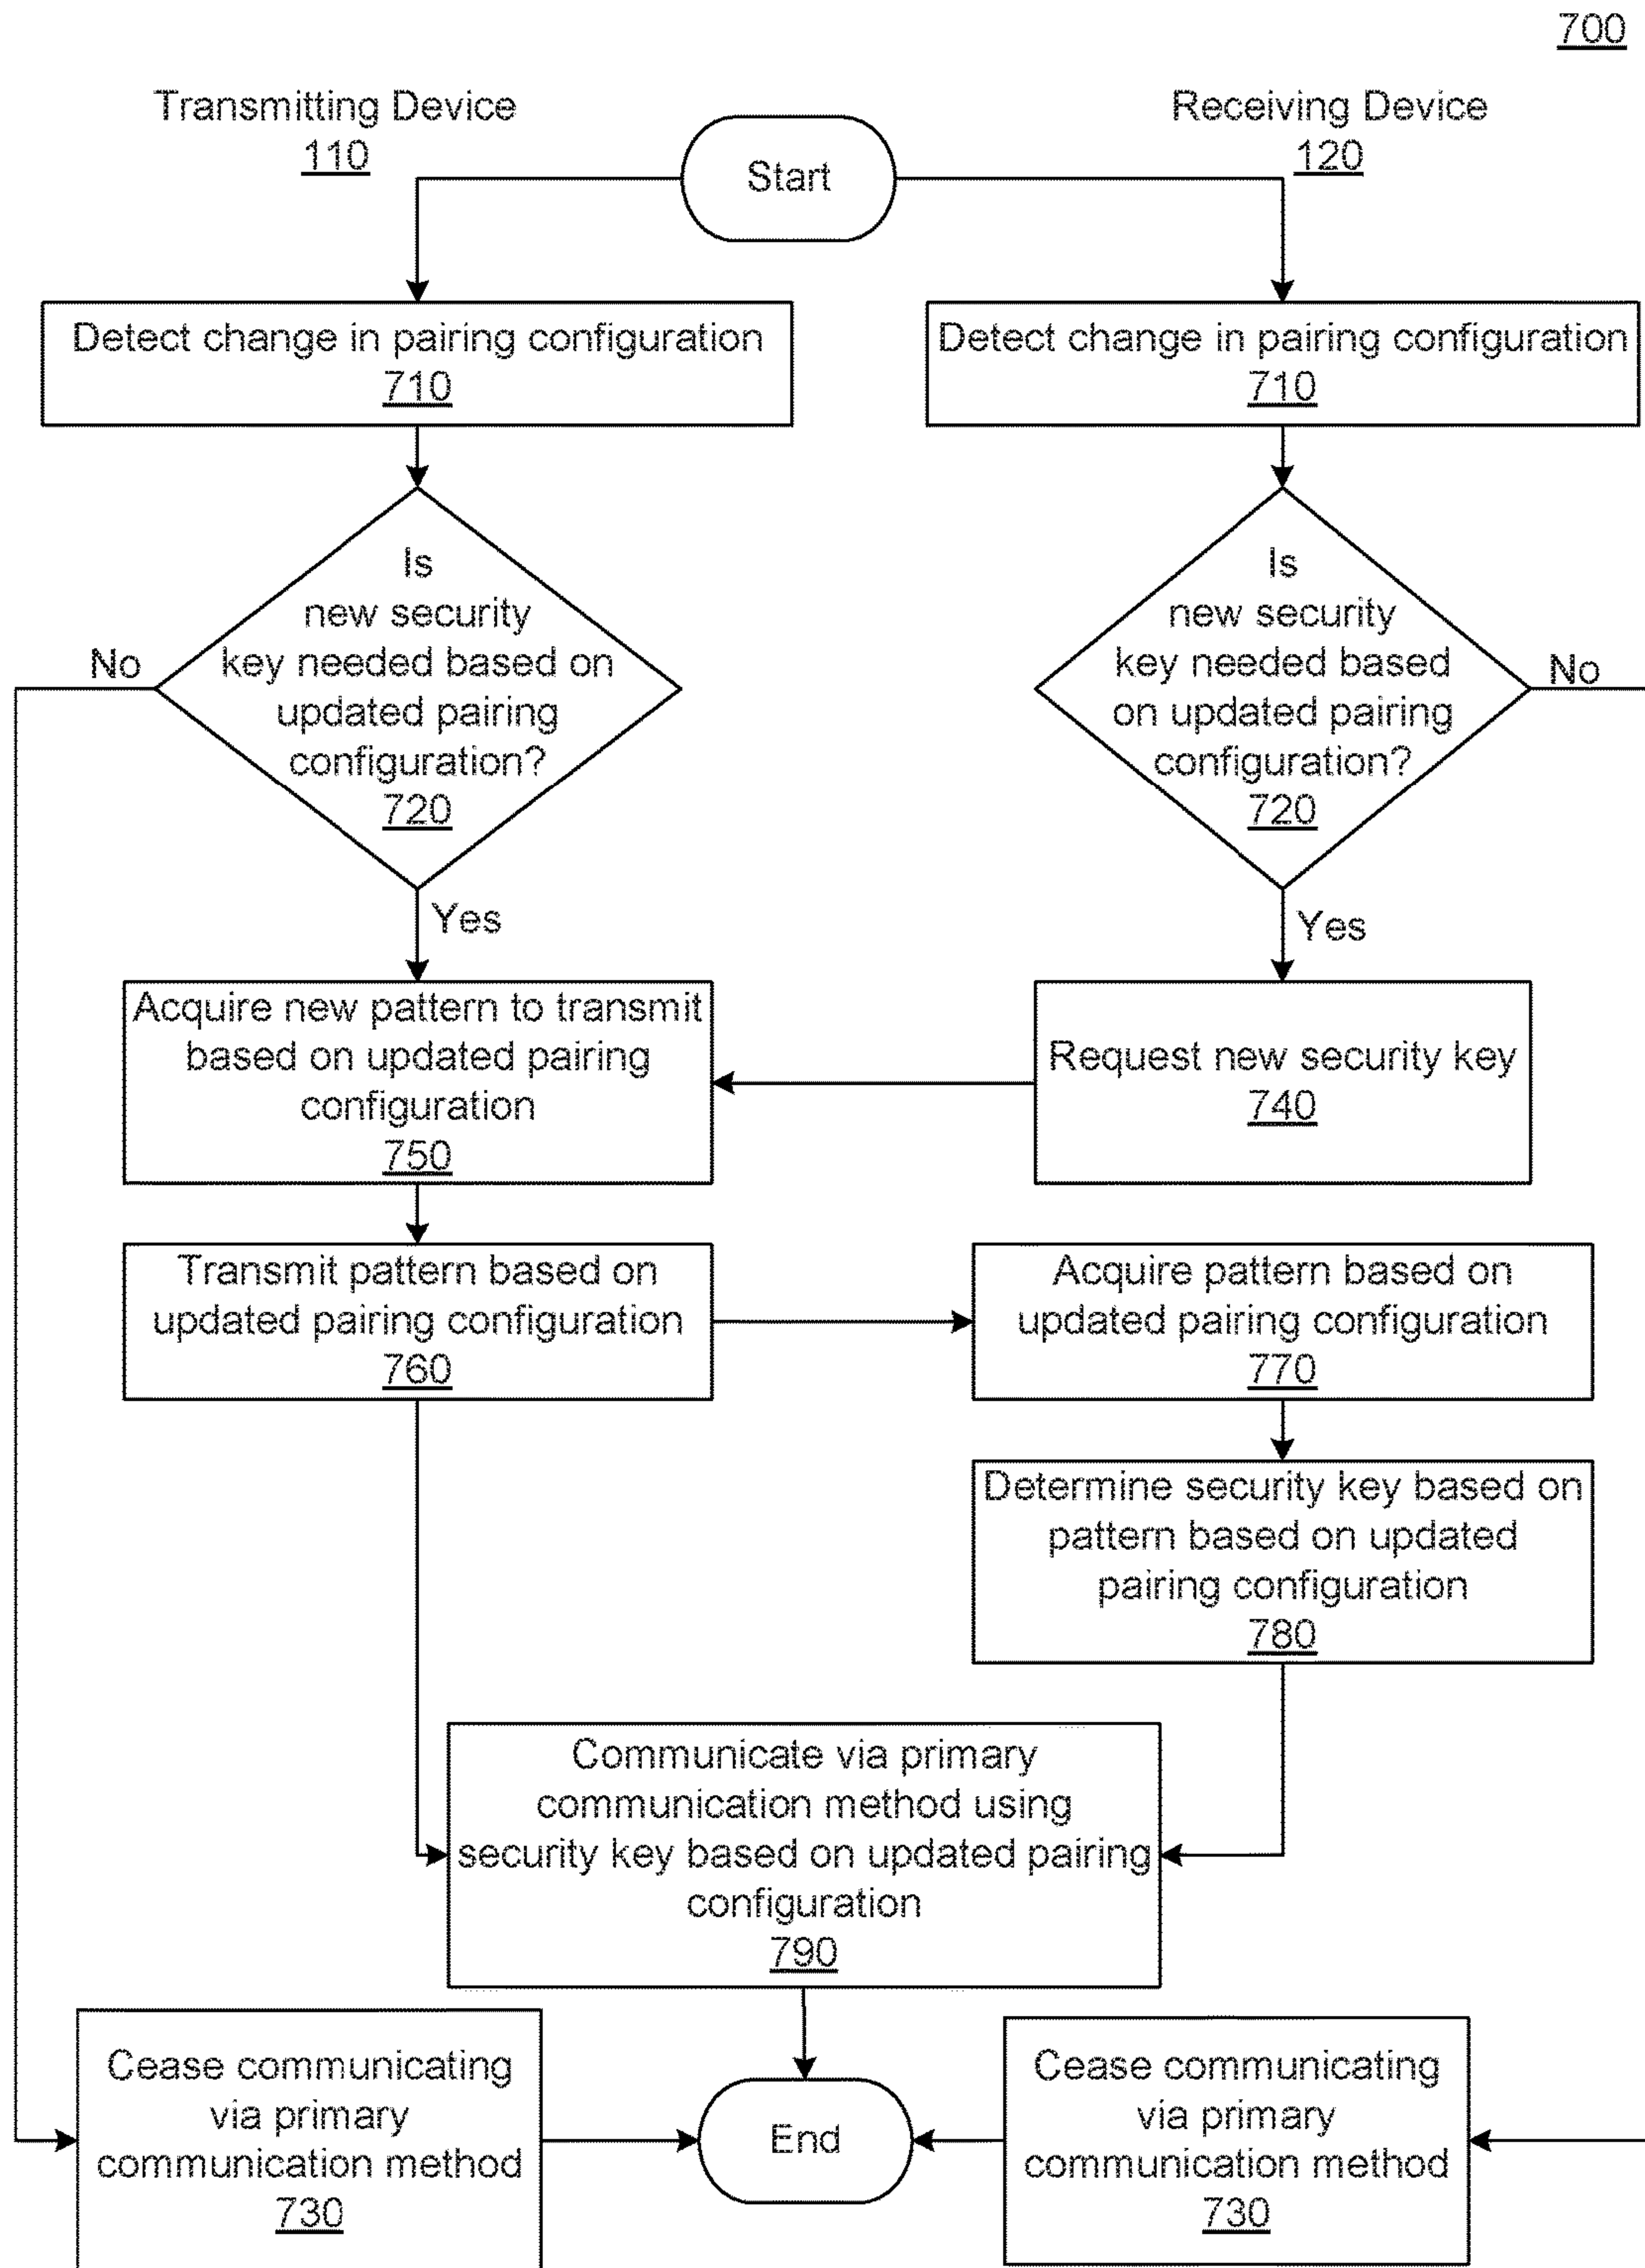 700
Transmitting Device
110
Receiving Device
120
Start
Detect change in pairing configuration
710
Detect change in pairing configuration
710
Is
new security
key needed based on
updated pairing
configuration?
720
No
Yes
Is
new security
key needed based
on updated pairing
configuration?
720
No
Yes
Acquire new pattern to transmit
based on updated pairing
configuration
750
Request new security key
740
Transmit pattern based on
updated pairing configuration
760
Acquire pattern based on
updated pairing configuration
770
Determine security key based on
pattern based on updated
pairing configuration
780
Communicate via primary
communication method using
security key based on updated pairing
configuration
790
Cease communicating
via primary
communication method
730
End
Cease communicating
via primary
communication method
730